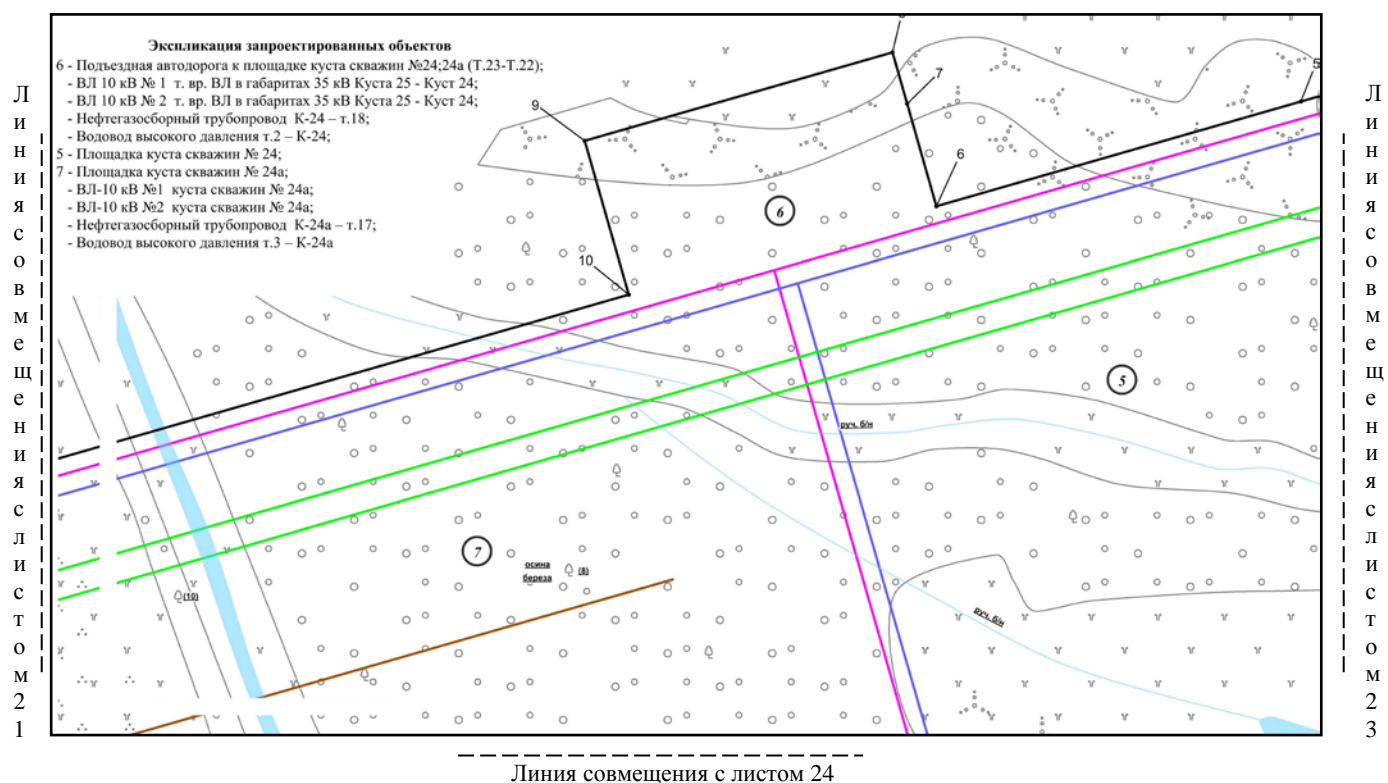 Экспликация запроектированных объектов
6 - Подъездная автодорога к площадке куста скважин №24;24а (Т.23-Т.22);
- ВЛ 10 кВ № 1 т. вр. ВЛ в габаритах 35 кВ Куста 25 - Куст 24;
- ВЛ 10 кВ № 2 т. вр. ВЛ в габаритах 35 кВ Куста 25 - Куст 24;
- Нефтегазосборный трубопровод К-24 – т.18;
- Водовод высокого давления т.2 – К-24;
5 - Площадка куста скважин № 24;
7 - Площадка куста скважин № 24а;
- ВЛ-10 кВ №1 куста скважин № 24а;
- ВЛ-10 кВ №2 куста скважин № 24а;
- Нефтегазосборный трубопровод К-24а – т.17;
- Водовод высокого давления т.3 – К-24а
Линия совмещения с листом 21
9
7
5
6
6
10
5
руч. б/н
7
осина
береза
(8)
(10)
руч. б/н
Линия совмещения с листом 23
Линия совмещения с листом 24